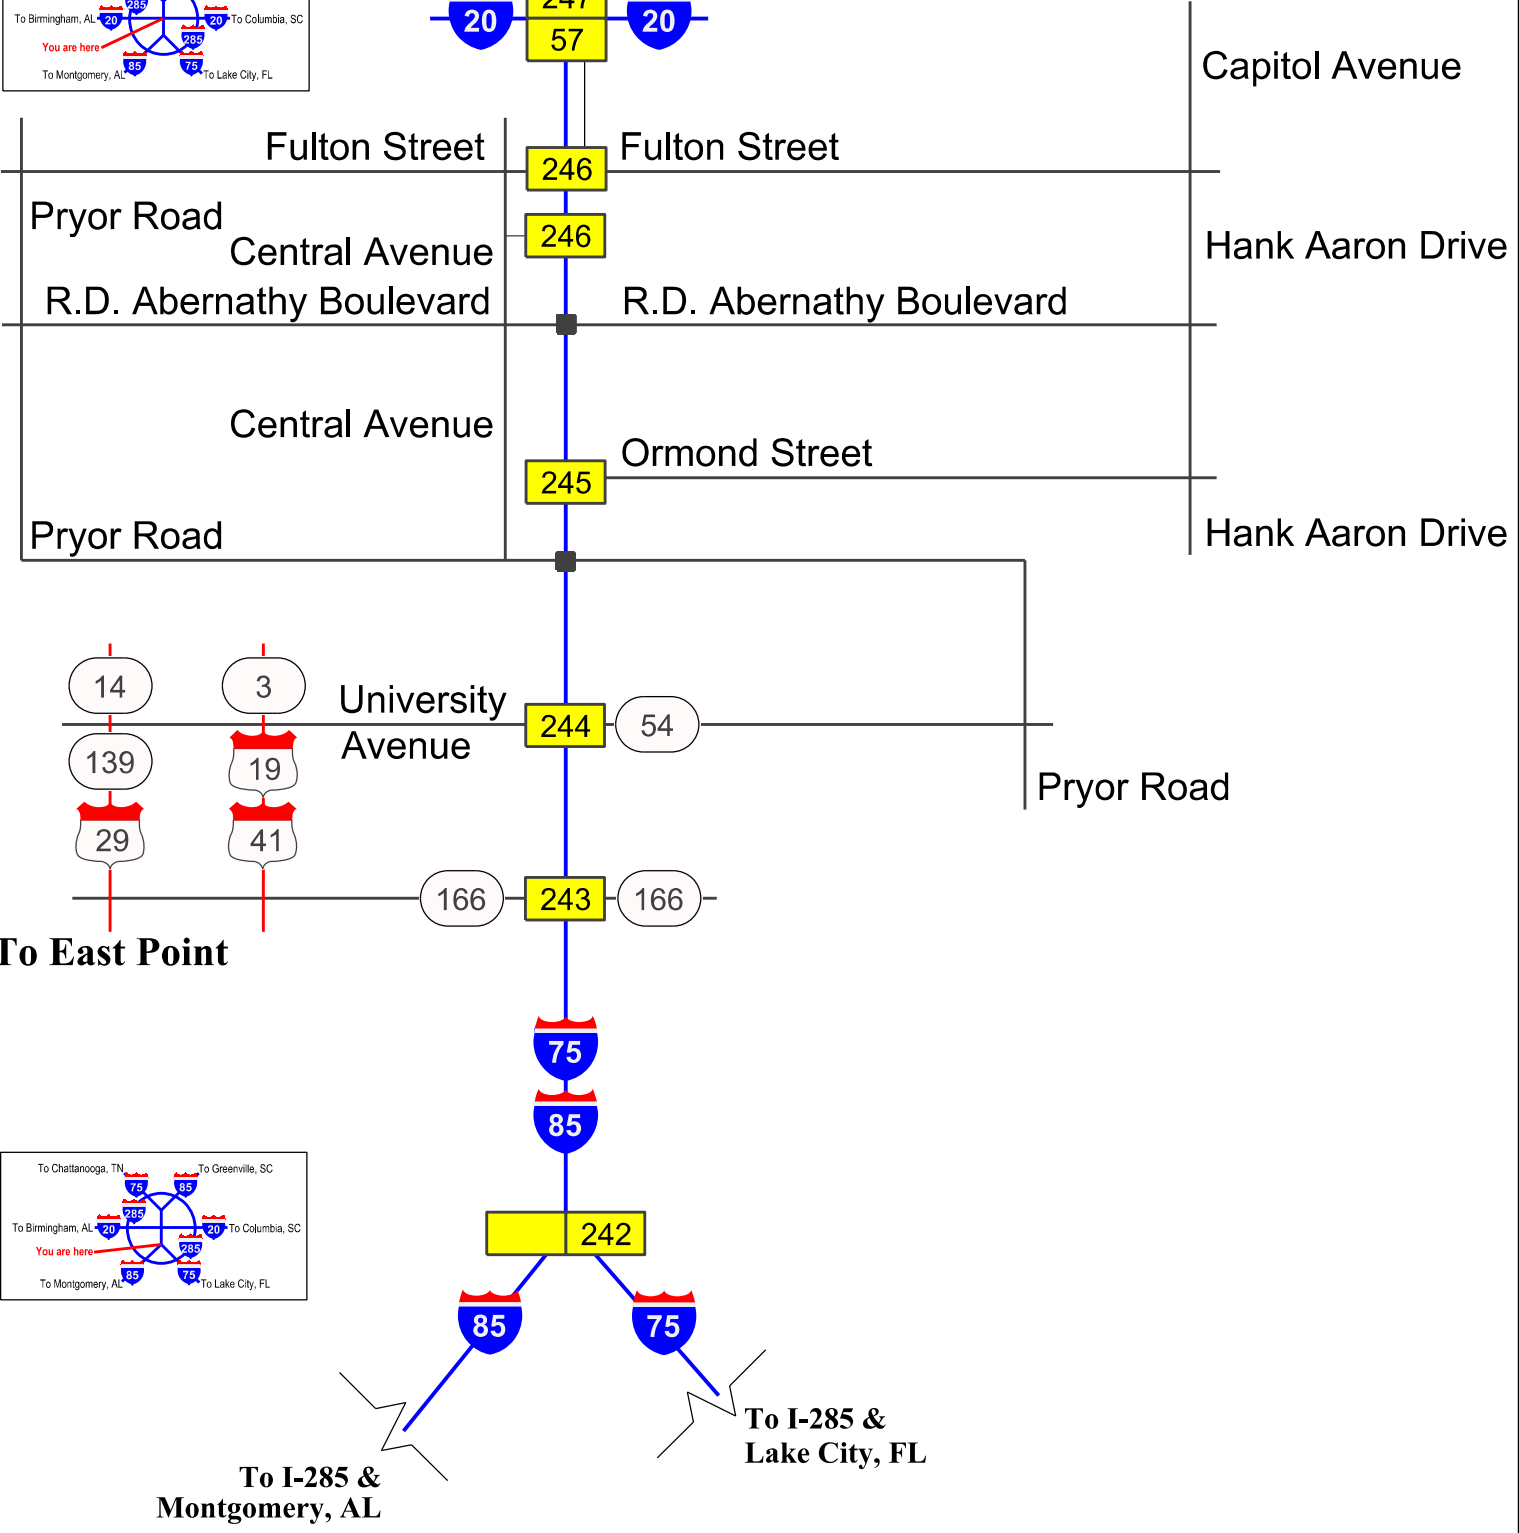 285
To Birmingham, AL 20 20 To Columbia, SC
You are here
285
85 75
To Montgomery, AL To Lake City, FL
20 247 20
57
Capitol Avenue
Fulton Street Fulton Street
246
Pryor Road
Central Avenue 246 Hank Aaron Drive
R.D. Abernathy Boulevard R.D. Abernathy Boulevard
Central Avenue
Ormond Street
245
Pryor Road Hank Aaron Drive
14 3 University 244 54
139 19 Avenue
Pryor Road
29 41
166 243 166
To East Point
75
85
To Chattanooga, TN To Greenville, SC
75 85
285
To Birmingham, AL 20 20 To Columbia, SC
You are here 285
To Montgomery, AL 85 75 To Lake City, FL
242
85 75
To I-285 &
Lake City, FL
To I-285 &
Montgomery, AL